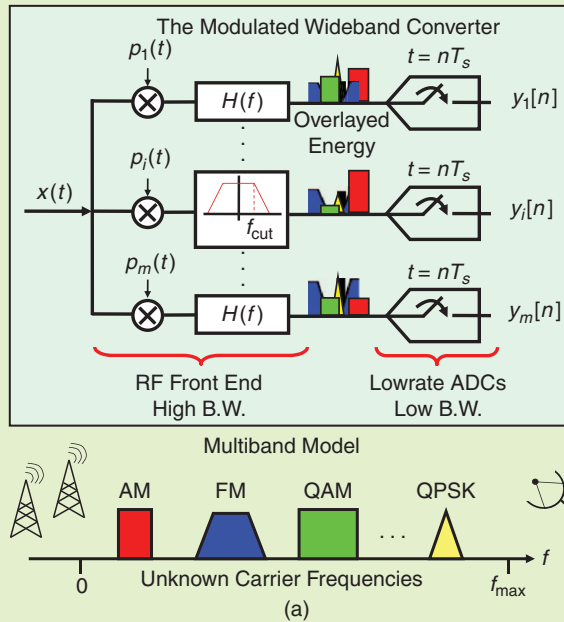 The Modulated Wideband Converter
p1(t)
t = nTs
H(f)
y1[n]
Overlayed
Energy
pi(t)
t = nTs
x(t)
fcut
yi[n]
pm(t)
t = nTs
H(f)
ym[n]
RF Front End
High B.W.
Lowrate ADCs
Low B.W.
Multiband Model
AM
FM
QAM
QPSK
. . .
f
0
Unknown Carrier Frequencies
fmax
(a)